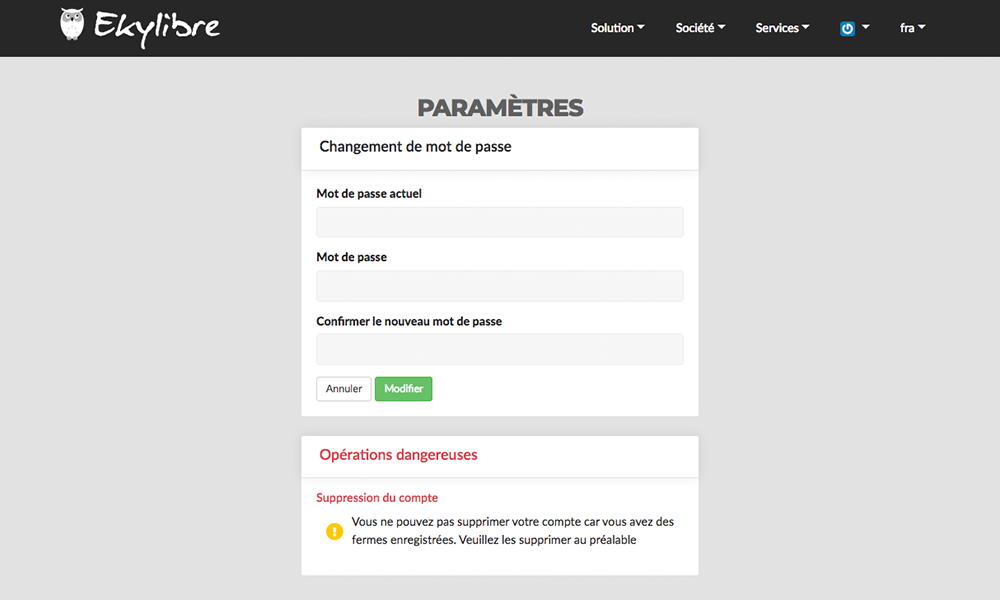 Ekylibre
Solution
Société
Services
fra
PARAMÈTRES
Changement de mot de passe
Mot de passe actuel
Mot de passe
Confirmer le nouveau mot de passe
Annuler
Modifier
Opérations dangereuses
Suppression du compte
Vous ne pouvez pas supprimer votre compte car vous avez des
fermes enregistrées. Veuillez les supprimer au préalable